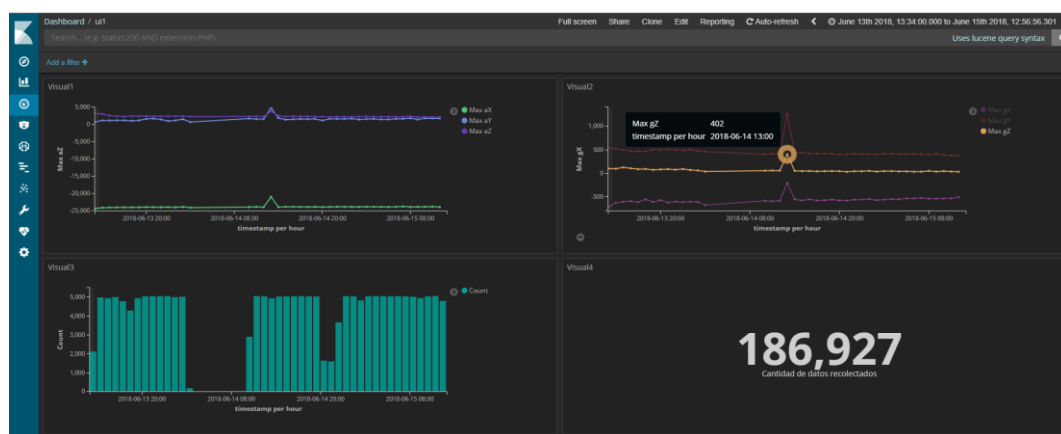 Dashboard / ui1
Full screen Share Clone Edit Reporting Auto-refresh June 13th 2018, 13:34:00.000 to June 15th 2018, 12:56:56.301
Search... (e.g. status:200 AND extension:PHP)
Uses lucene query syntax
Add a filter +
Visual1
5,000
0
-5,000
-10,000
-15,000
-20,000
-25,000
Max aZ
2018-06-13 20:00
2018-06-14 08:00
2018-06-14 20:00
2018-06-15 08:00
timestamp per hour
Max aX
Max aY
Max aZ
Visual2
1,000
500
0
-500
Max gX
Max gZ 402
timestamp per hour 2018-06-14 13:00
2018-06-13 20:00
2018-06-14 08:00
2018-06-14 20:00
2018-06-15 08:00
timestamp per hour
Max gX
Max gY
Max gZ
Visual3
5,000
4,000
3,000
2,000
1,000
0
Count
2018-06-13 20:00
2018-06-14 08:00
2018-06-14 20:00
2018-06-15 08:00
timestamp per hour
Count
Visual4
186,927
Cantidad de datos recolectados